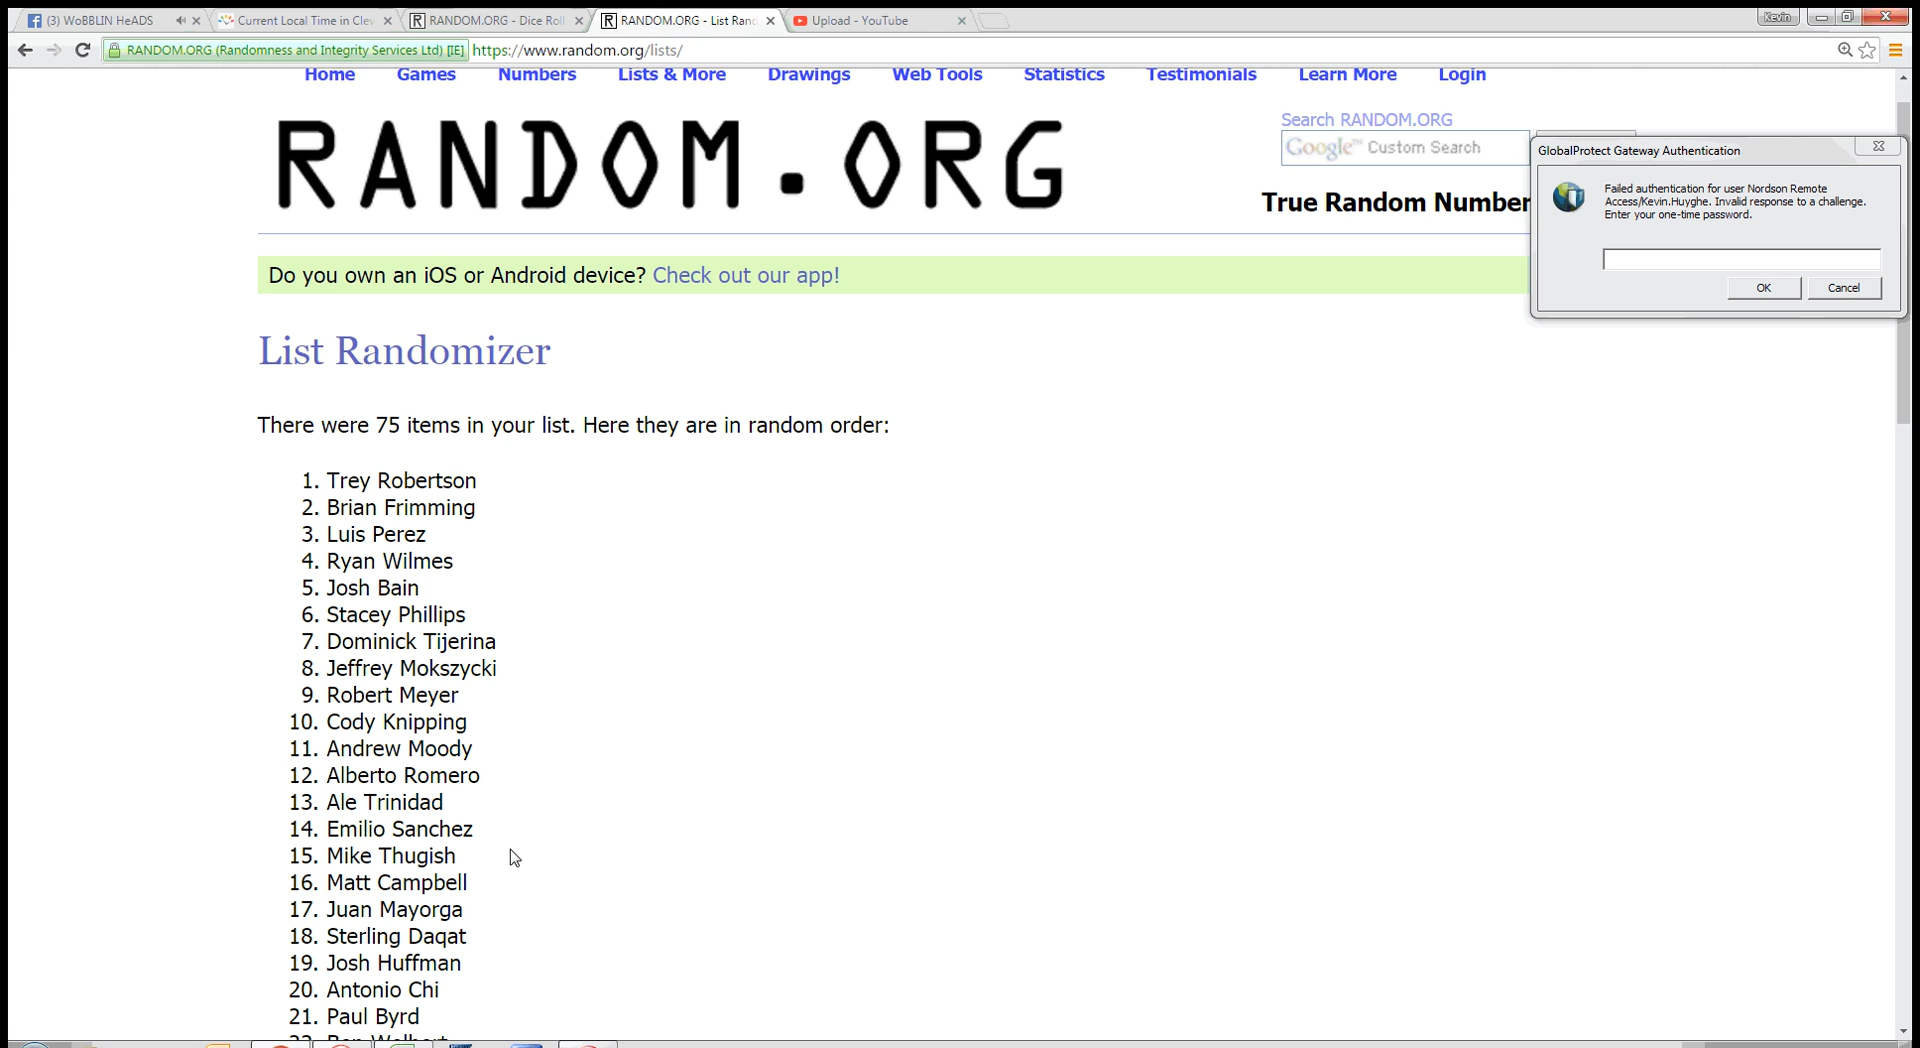 (3) WoBBLIN HeADS
Current Local Time in Clev
RANDOM.ORG - Dice Roll
RANDOM.ORG - List Ran
Upload - YouTube
Kevin
RANDOM.ORG (Randomness and Integrity Services Ltd) [IE]
https://www.random.org/lists/
Home Games Numbers Lists & More Drawings Web Tools Statistics Testimonials Learn More Login
RANDOM.ORG
Search RANDOM.ORG
Google™ Custom Search
True Random Number
GlobalProtect Gateway Authentication
Failed authentication for user Nordson Remote
Access/Kevin.Huyghe. Invalid response to a challenge.
Enter your one-time password.
OK Cancel
Do you own an iOS or Android device? Check out our app!
List Randomizer
There were 75 items in your list. Here they are in random order:
1. Trey Robertson
2. Brian Frimming
3. Luis Perez
4. Ryan Wilmes
5. Josh Bain
6. Stacey Phillips
7. Dominick Tijerina
8. Jeffrey Mokszycki
9. Robert Meyer
10. Cody Knipping
11. Andrew Moody
12. Alberto Romero
13. Ale Trinidad
14. Emilio Sanchez
15. Mike Thugish
16. Matt Campbell
17. Juan Mayorga
18. Sterling Daqat
19. Josh Huffman
20. Antonio Chi
21. Paul Byrd